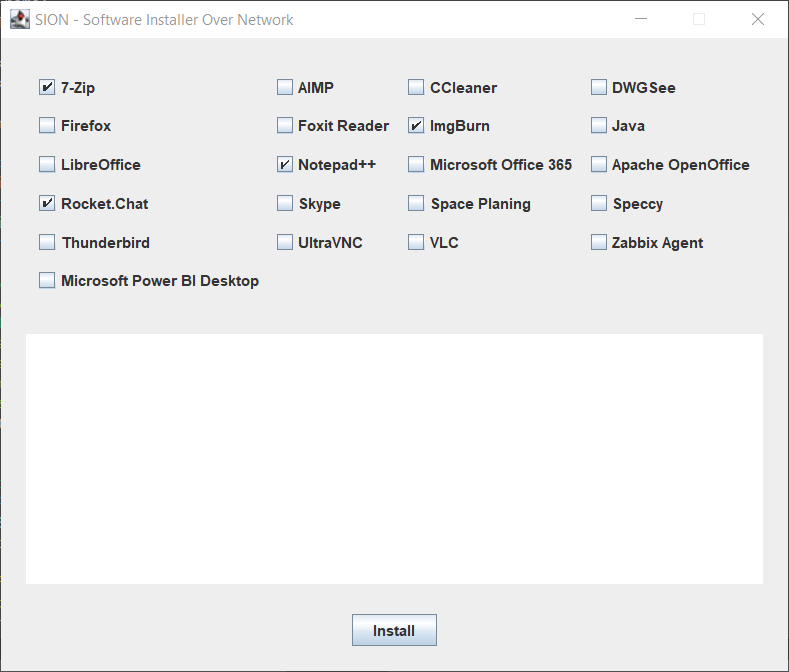 SION - Software Installer Over Network
7-Zip AIMP CCleaner DWGSee
Firefox Foxit Reader ImgBurn Java
LibreOffice Notepad++ Microsoft Office 365 Apache OpenOffice
Rocket.Chat Skype Space Planing Speccy
Thunderbird UltraVNC VLC Zabbix Agent
Microsoft Power BI Desktop
Install